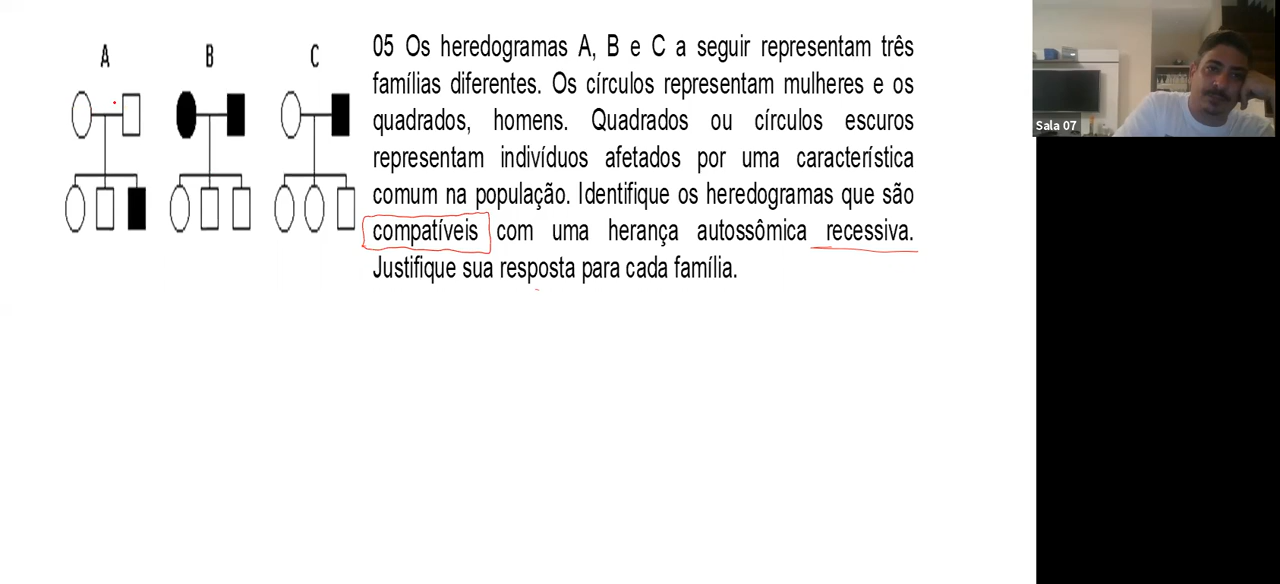 A B C
05 Os heredogramas A, B e C a seguir representam três
famílias diferentes. Os círculos representam mulheres e os
quadrados, homens. Quadrados ou círculos escuros
representam indivíduos afetados por uma característica
comum na população. Identifique os heredogramas que são
compatíveis com uma herança autossômica recessiva.
Justifique sua resposta para cada família.
Sala 07